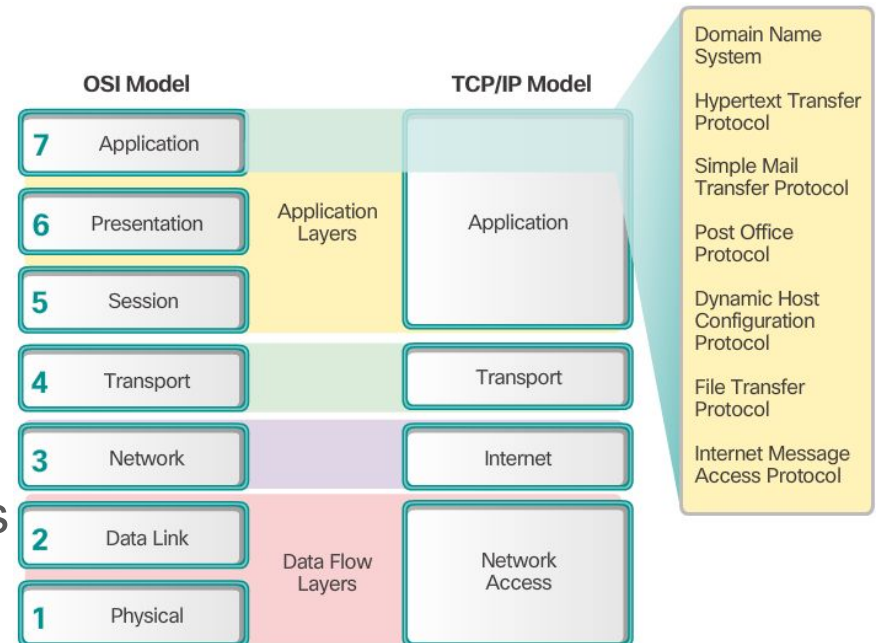 OSI Model
TCP/IP Model
7 Application
6 Presentation
5 Session
4 Transport
3 Network
2 Data Link
1 Physical
Application
Layers
Data Flow
Layers
Application
Transport
Internet
Network
Access
Domain Name
System
Hypertext Transfer
Protocol
Simple Mail
Transfer Protocol
Post Office
Protocol
Dynamic Host
Configuration
Protocol
File Transfer
Protocol
Internet Message
Access Protocol
s